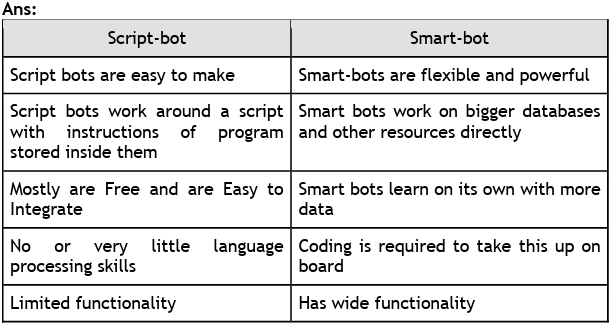 Ans:
Script-bot
Smart-bot
Script bots are easy to make
Smart-bots are flexible and powerful
Script bots work around a script
with instructions of program
stored inside them
Smart bots work on bigger databases
and other resources directly
Mostly are Free and are Easy to
Integrate
Smart bots learn on its own with more
data
No or very little language
processing skills
Coding is required to take this up on
board
Limited functionality
Has wide functionality